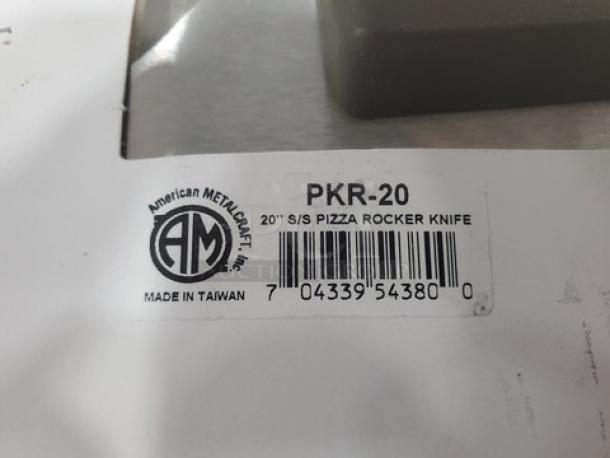 PKR-20
20" S/S PIZZA ROCKER KNIFE
American METALCRAFT, Inc.
AM
MADE IN TAIWAN
7 04339 54380 0